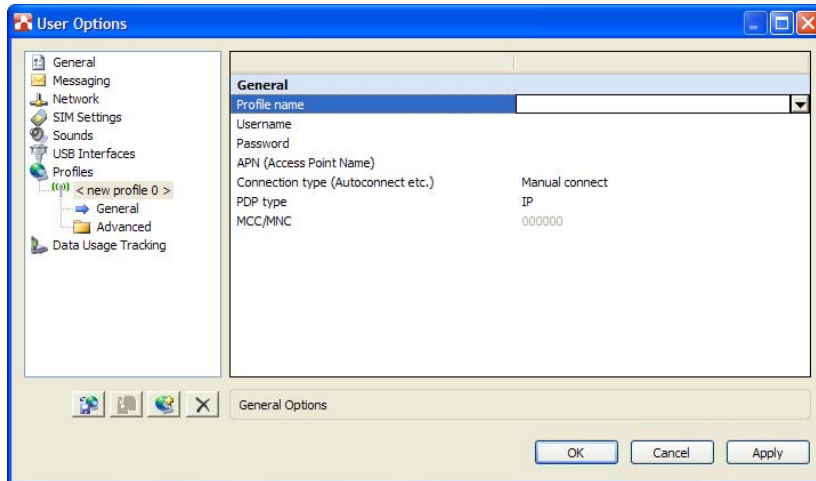 User Options
General
Messaging
Network
SIM Settings
Sounds
USB Interfaces
Profiles
< new profile 0 >
General
Advanced
Data Usage Tracking
General
Profile name
Username
Password
APN (Access Point Name)
Connection type (Autoconnect etc.) Manual connect
PDP type IP
MCC/MNC 000000
General Options
OK Cancel Apply